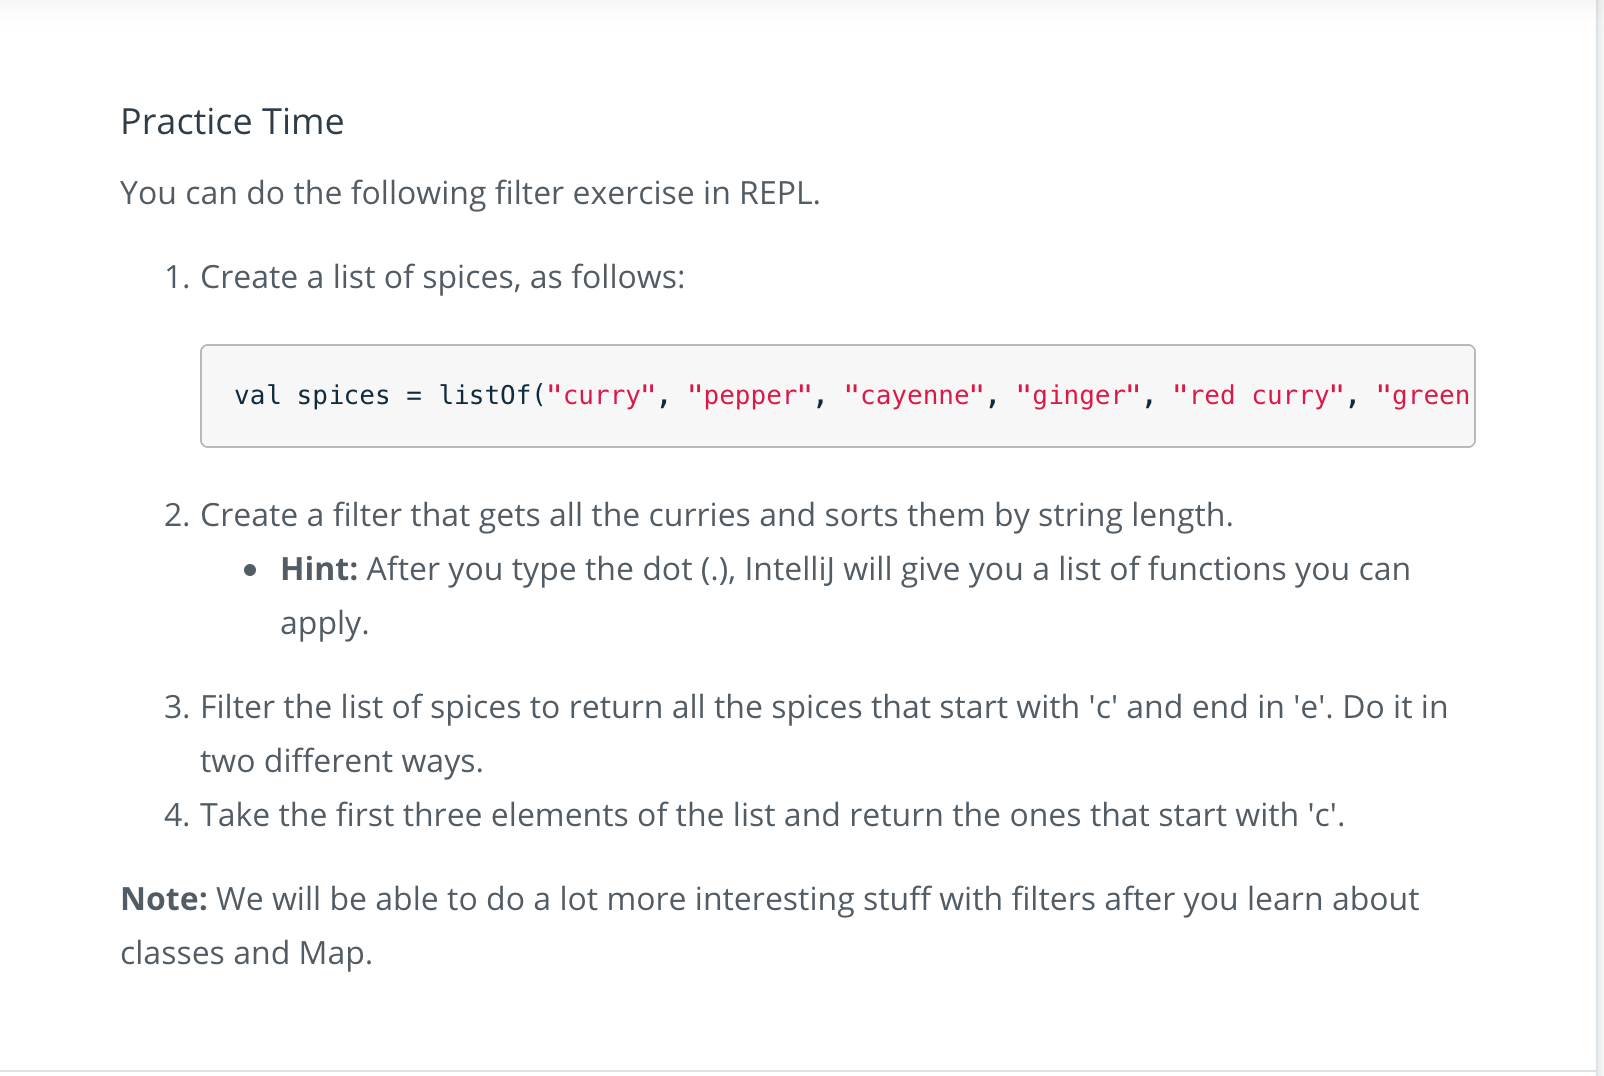 Practice Time
You can do the following filter exercise in REPL.
1. Create a list of spices, as follows:
val spices = listOf("curry", "pepper", "cayenne", "ginger", "red curry", "green
2. Create a filter that gets all the curries and sorts them by string length.
• Hint: After you type the dot (.), IntelliJ will give you a list of functions you can
apply.
3. Filter the list of spices to return all the spices that start with 'c' and end in 'e'. Do it in
two different ways.
4. Take the first three elements of the list and return the ones that start with 'c'.
Note: We will be able to do a lot more interesting stuff with filters after you learn about
classes and Map.